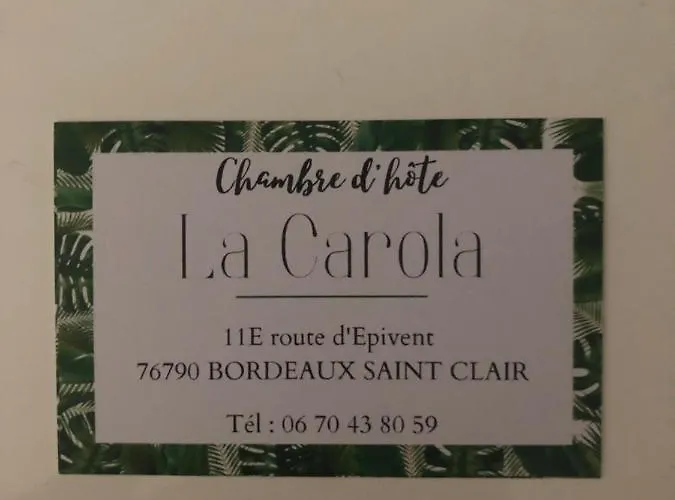 Chambre d'hôte
La Carola
11E route d'Epivent
76790 BORDEAUX SAINT CLAIR
Tél : 06 70 43 80 59